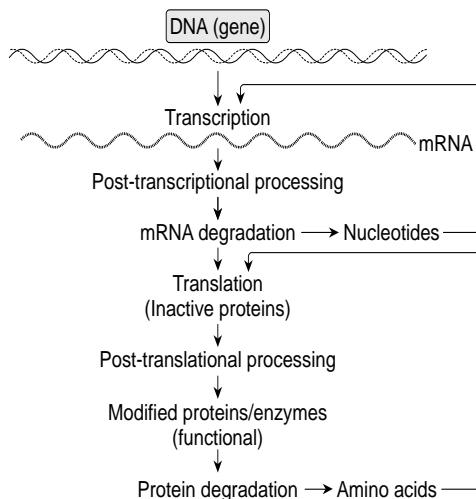 DNA (gene)
Transcription
mRNA
Post-transcriptional processing
mRNA degradation
Nucleotides
Translation
(Inactive proteins)
Post-translational processing
Modified proteins/enzymes
(functional)
Protein degradation
Amino acids